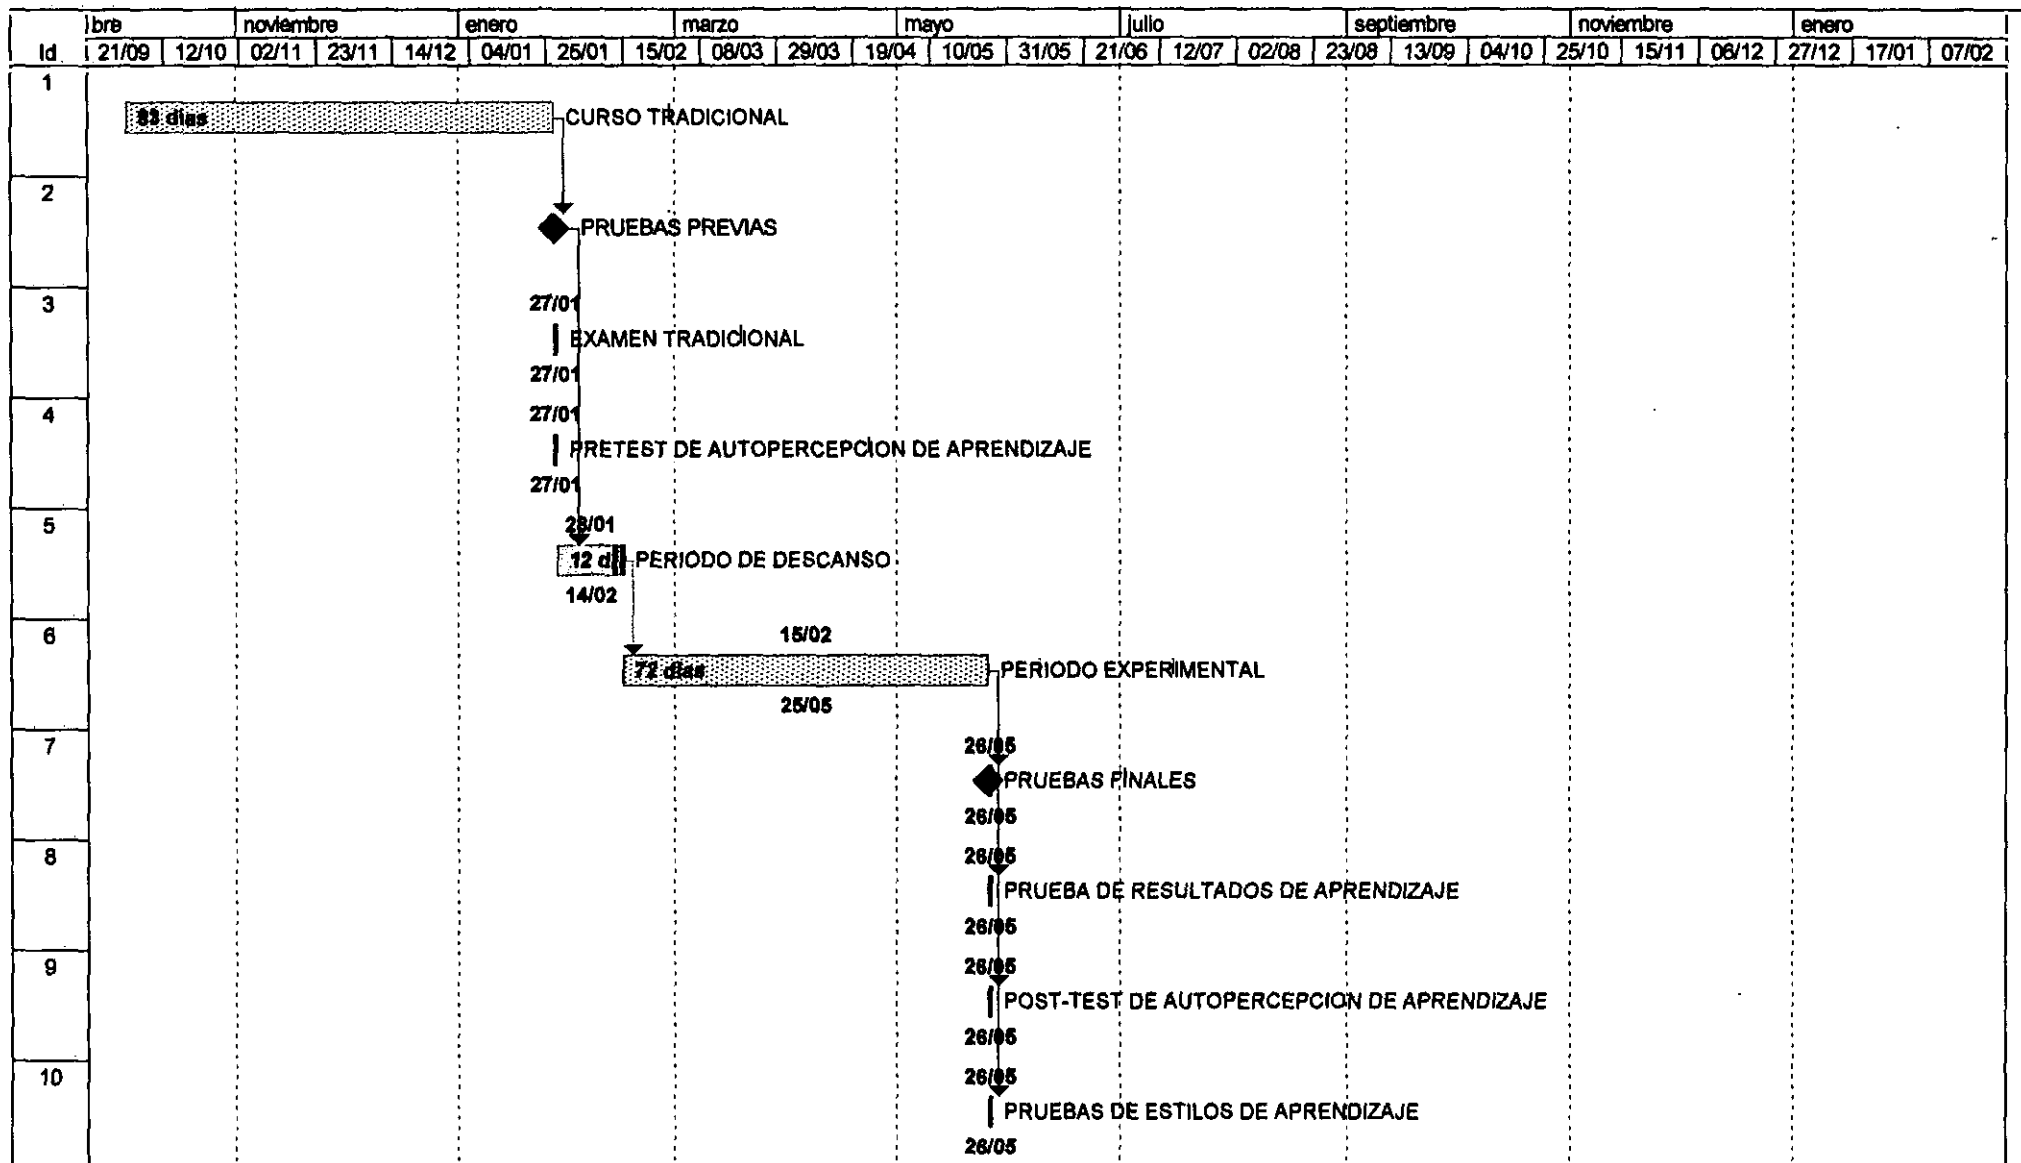 bre noviembre enero marzo mayo julio septiembre noviembre enero
Id 21/09 12/10 02/11 23/11 14/12 04/01 25/01 15/02 08/03 29/03 19/04 10/05 31/05 21/06 12/07 02/08 23/08 13/09 04/10 25/10 15/11 06/12 27/12 17/01 07/02
1
83 dias CURSO TRADICIONAL
2
PRUEBAS PREVIAS
3
27/01
EXAMEN TRADICIONAL
27/01
4
27/01
PRETEST DE AUTOPERCEPCION DE APRENDIZAJE
27/01
5
28/01
12 d PERIODO DE DESCANSO
14/02
6
15/02
72 dias PERIODO EXPERIMENTAL
25/05
7
26/05
PRUEBAS FINALES
26/05
8
26/05
PRUEBA DE RESULTADOS DE APRENDIZAJE
26/05
9
26/05
POST-TEST DE AUTOPERCEPCION DE APRENDIZAJE
26/05
10
26/05
PRUEBAS DE ESTILOS DE APRENDIZAJE
26/05